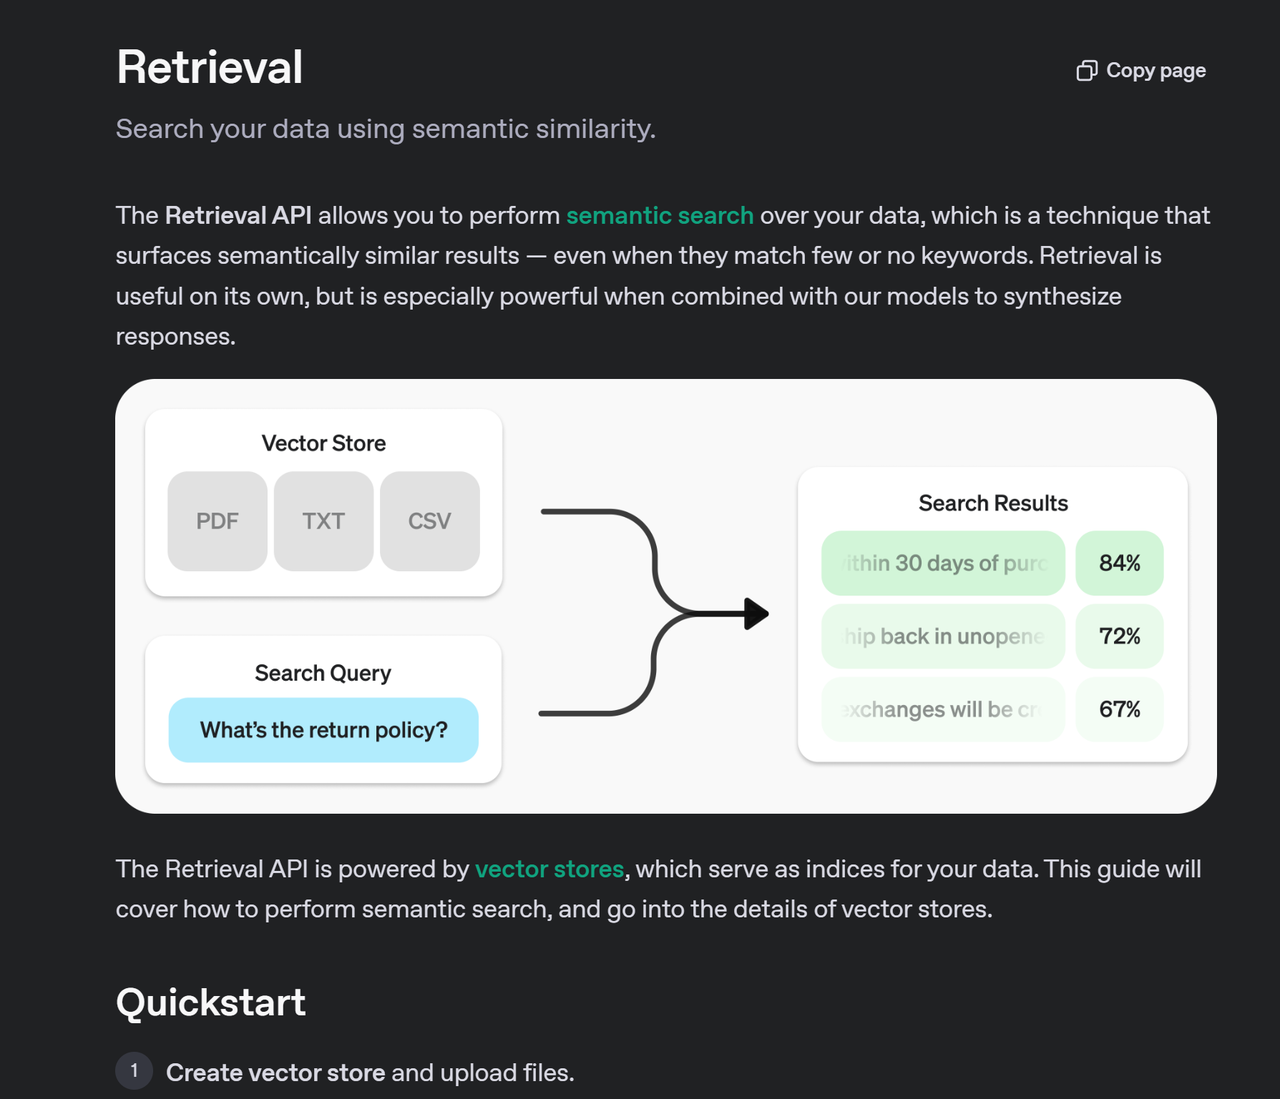 Retrieval
Copy page
Search your data using semantic similarity.
The Retrieval API allows you to perform semantic search over your data, which is a technique that
surfaces semantically similar results — even when they match few or no keywords. Retrieval is
useful on its own, but is especially powerful when combined with our models to synthesize
responses.
Vector Store
PDF TXT CSV
Search Query
What’s the return policy?
Search Results
ithin 30 days of purc 84%
hip back in unopene 72%
exchanges will be cr 67%
The Retrieval API is powered by vector stores, which serve as indices for your data. This guide will
cover how to perform semantic search, and go into the details of vector stores.
Quickstart
1 Create vector store and upload files.